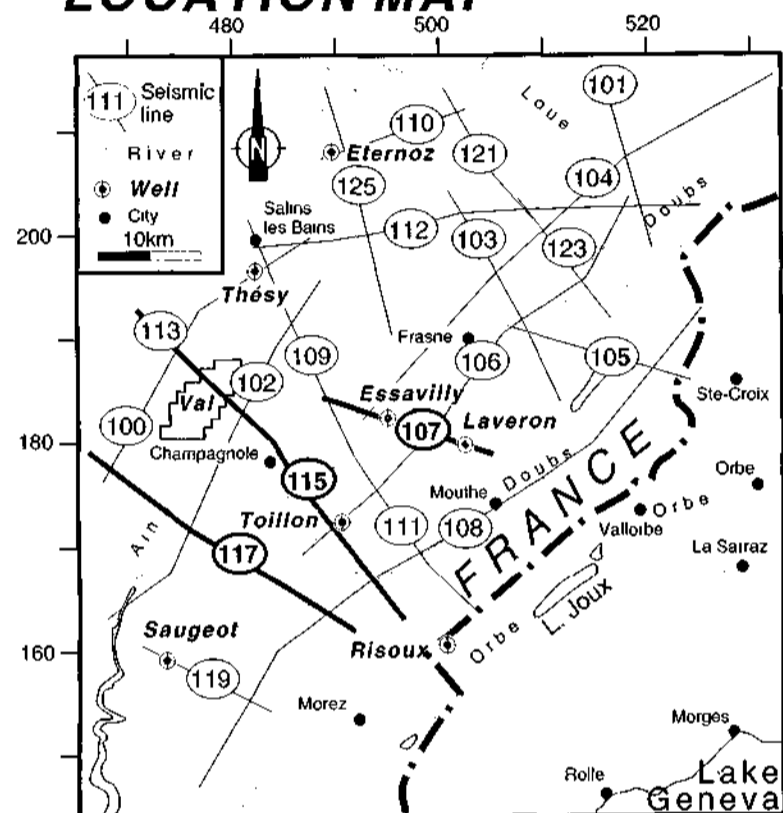 LOCATION MAP
480
500
520
111
Seismic
line
River
Well
City
10km
N
101
Loue
110
Eternoz
121
104
125
Doubs
Salins
les Bains
200
112
103
123
Thésy
113
109
Frasne
106
105
102
Val
Essavilly
Ste-Croix
100
107
Laveron
180
Champagnole
115
Mouthe
Doubs
FRANCE
Orbe
Toillon
111
108
Vallorbe
Orbe
117
Ain
La Sarraz
L. Joux
Saugeot
Risoux
Orbe
160
119
Morez
Morges
Rolle
Lake
Geneva